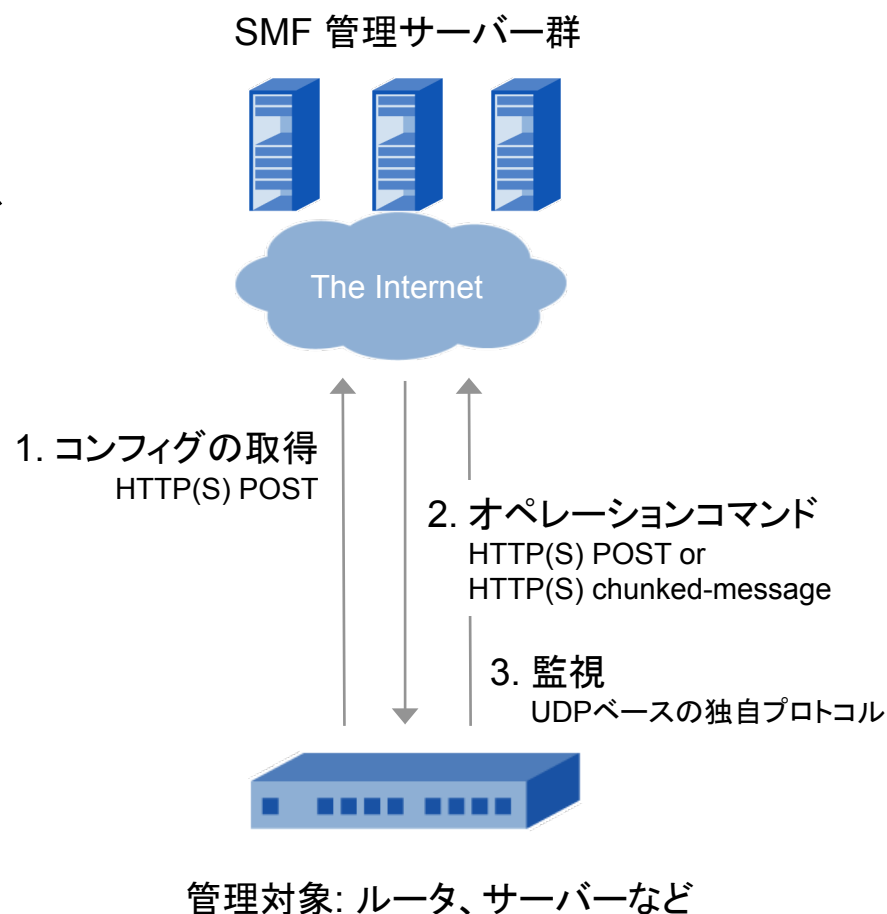 SMF 管理サーバー群
The Internet
1. コンフィグの取得
HTTP(S) POST
2. オペレーションコマンド
HTTP(S) POST or
HTTP(S) chunked-message
3. 監視
UDPベースの独自プロトコル
管理対象: ルータ、サーバーなど